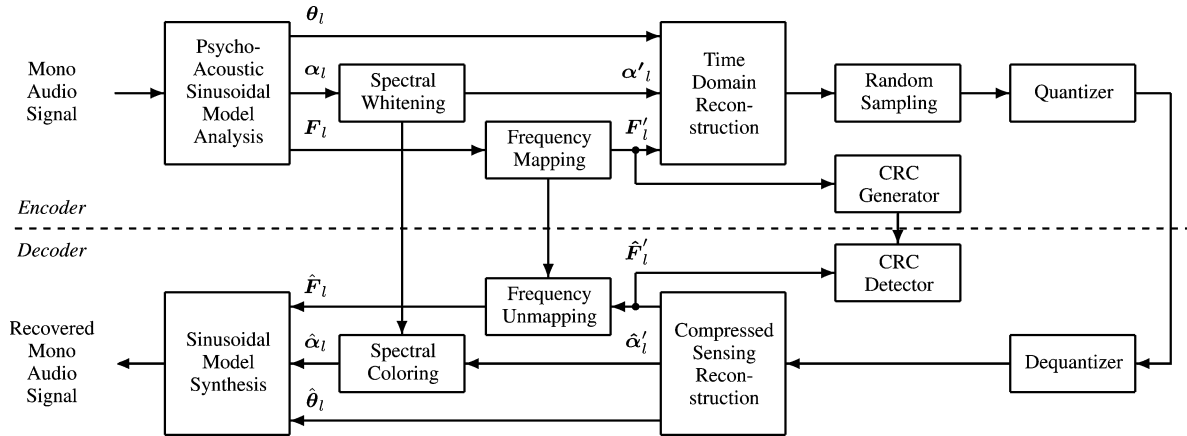 Mono
Audio
Signal
Psycho-
Acoustic
Sinusoidal
Model
Analysis
θ_l
α_l
F_l
Spectral
Whitening
Frequency
Mapping
α'_l
F'_l
Time
Domain
Recon-
struction
Random
Sampling
Quantizer
CRC
Generator
Encoder
Decoder
CRC
Detector
Recovered
Mono
Audio
Signal
Sinusoidal
Model
Synthesis
F̂_l
α̂_l
θ̂_l
Frequency
Unmapping
Spectral
Coloring
F̂'_l
α̂'_l
Compressed
Sensing
Recon-
struction
Dequantizer